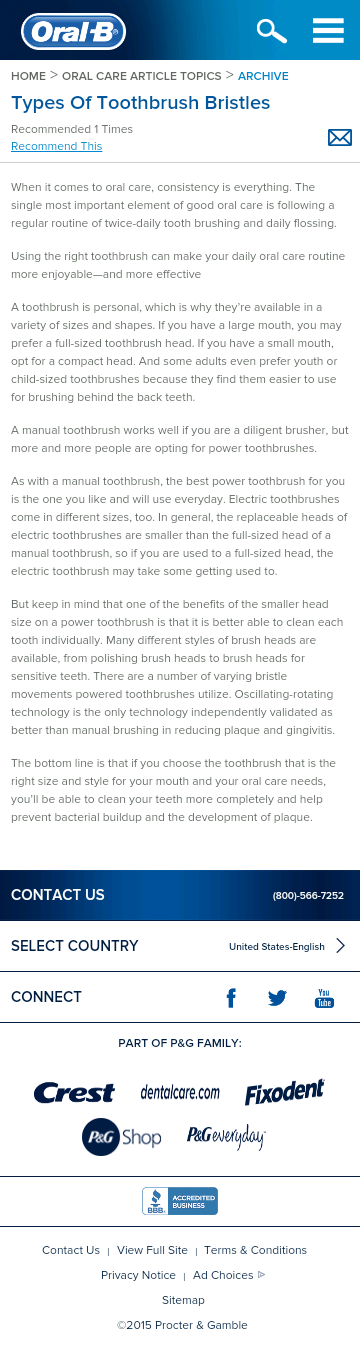 Oral-B
HOME > ORAL CARE ARTICLE TOPICS > ARCHIVE
Types Of Toothbrush Bristles
Recommended 1 Times
Recommend This
When it comes to oral care, consistency is everything. The
single most important element of good oral care is following a
regular routine of twice-daily tooth brushing and daily flossing.
Using the right toothbrush can make your daily oral care routine
more enjoyable—and more effective
A toothbrush is personal, which is why they're available in a
variety of sizes and shapes. If you have a large mouth, you may
prefer a full-sized toothbrush head. If you have a small mouth,
opt for a compact head. And some adults even prefer youth or
child-sized toothbrushes because they find them easier to use
for brushing behind the back teeth.
A manual toothbrush works well if you are a diligent brusher, but
more and more people are opting for power toothbrushes.
As with a manual toothbrush, the best power toothbrush for you
is the one you like and will use everyday. Electric toothbrushes
come in different sizes, too. In general, the replaceable heads of
electric toothbrushes are smaller than the full-sized head of a
manual toothbrush, so if you are used to a full-sized head, the
electric toothbrush may take some getting used to.
But keep in mind that one of the benefits of the smaller head
size on a power toothbrush is that it is better able to clean each
tooth individually. Many different styles of brush heads are
available, from polishing brush heads to brush heads for
sensitive teeth. There are a number of varying bristle
movements powered toothbrushes utilize. Oscillating-rotating
technology is the only technology independently validated as
better than manual brushing in reducing plaque and gingivitis.
The bottom line is that if you choose the toothbrush that is the
right size and style for your mouth and your oral care needs,
you'll be able to clean your teeth more completely and help
prevent bacterial buildup and the development of plaque.
CONTACT US (800)-566-7252
SELECT COUNTRY United States-English
CONNECT You Tube
PART OF P&G FAMILY:
Crest dentalcare.com Fixodent
P&G Shop P&G everyday
BBB. ACCREDITED
BUSINESS
Contact Us | View Full Site | Terms & Conditions
Privacy Notice | Ad Choices
Sitemap
©2015 Procter & Gamble